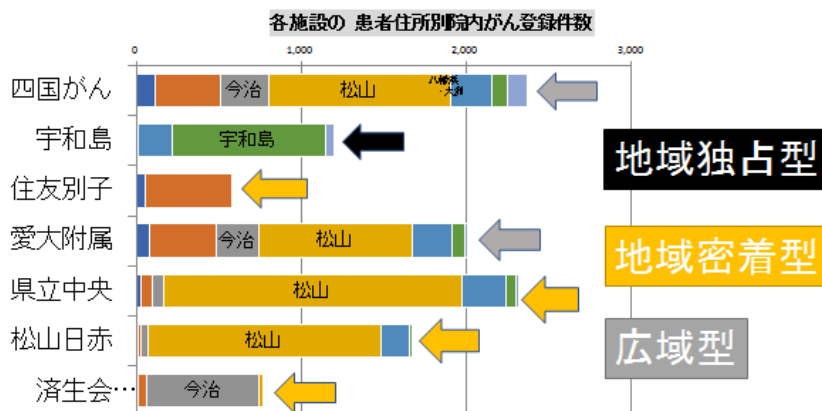 各施設の 患者住所別院内がん登録件数
0 1,000 2,000 3,000
四国がん 今治 松山 八幡浜
・大洲
宇和島 宇和島
地域独占型
住友別子
愛大附属 今治 松山
地域密着型
県立中央 松山
松山日赤 松山
広域型
済生会… 今治